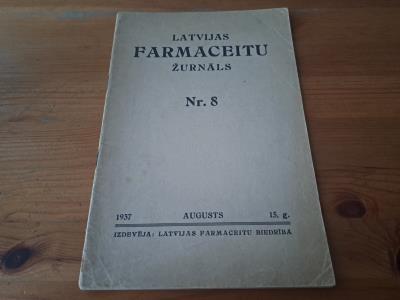 LATVIJAS
FARMACEITU
ŽURNĀLS
Nr. 8
1937 AUGUSTS 15. g.
IZDEVĒJA: LATVIJAS FARMACEITU BIEDRĪBA